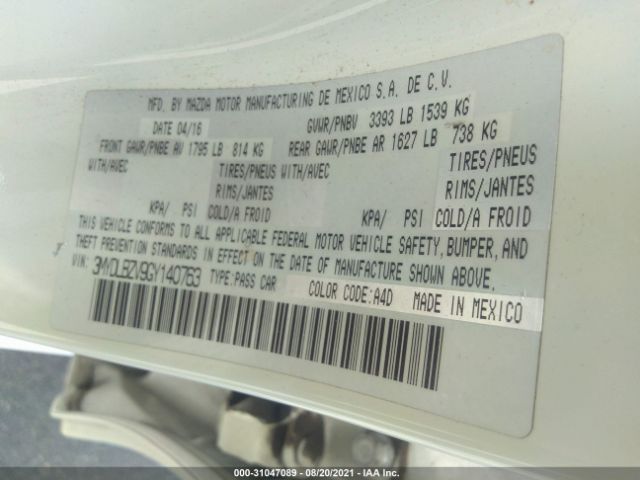 MFD. BY MAZDA MOTOR MANUFACTURING DE MEXICO S.A. DE C.V.
DATE 04/16 GVWR/PNBV 3393 LB 1539 KG
FRONT GAWR/PNBE AV 1795 LB 814 KG REAR GAWR/PNBE AR 1627 LB 738 KG
WITH/AVEC TIRES/PNEUS WITH/AVEC TIRES/PNEUS
RIMS/JANTES RIMS/JANTES
KPA/ PSI COLD/A FROID KPA/ PSI COLD/A FROID
THIS VEHICLE CONFORMS TO ALL APPLICABLE FEDERAL MOTOR VEHICLE SAFETY, BUMPER, AND
THEFT PREVENTION STANDARDS IN EFFECT ON THE DATE OF MANUFACTURE SHOWN ABOVE.
VIN: 3MYDLBZV9GY140763 TYPE:PASS CAR
COLOR CODE:A4D MADE IN MEXICO
000-31047089 - 08/20/2021 - IAA Inc.